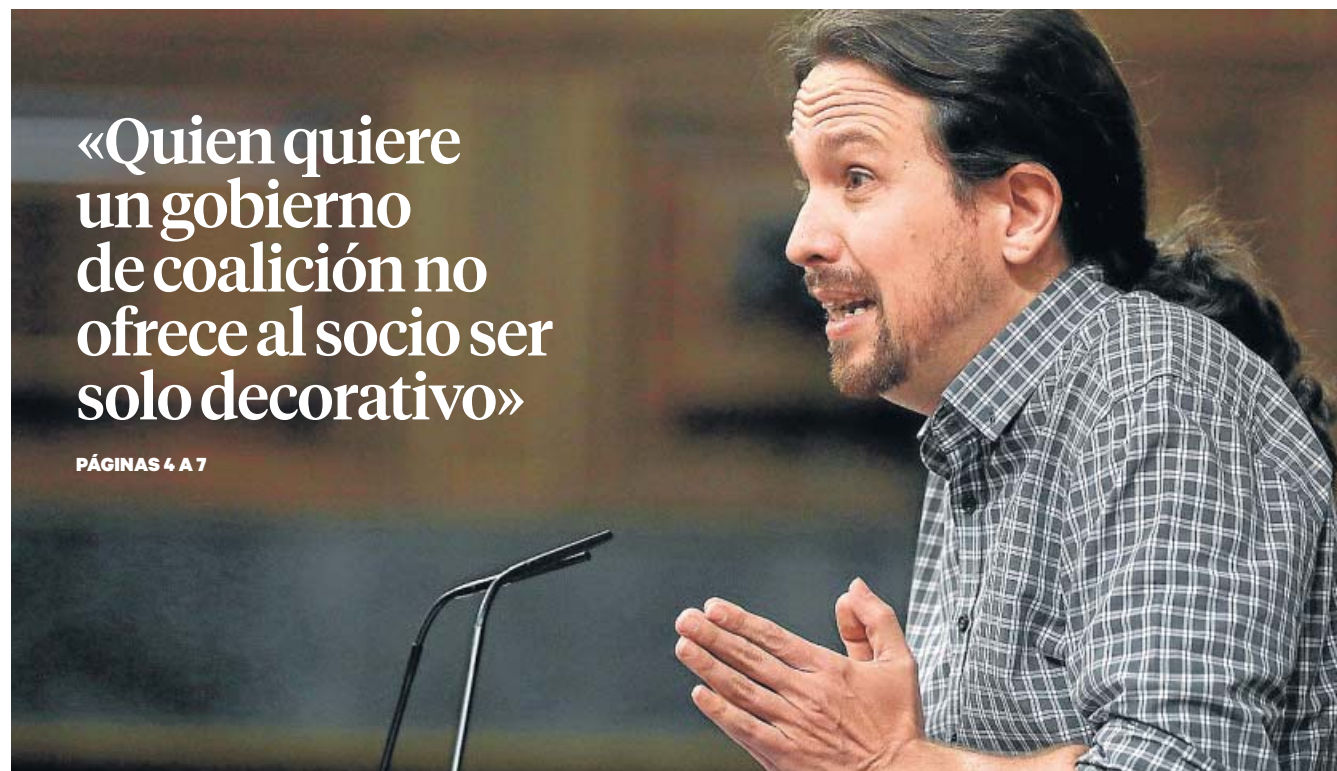 «Quien quiere
un gobierno
de coalición no
ofrece al socio ser
solo decorativo»
PÁGINAS 4 A 7